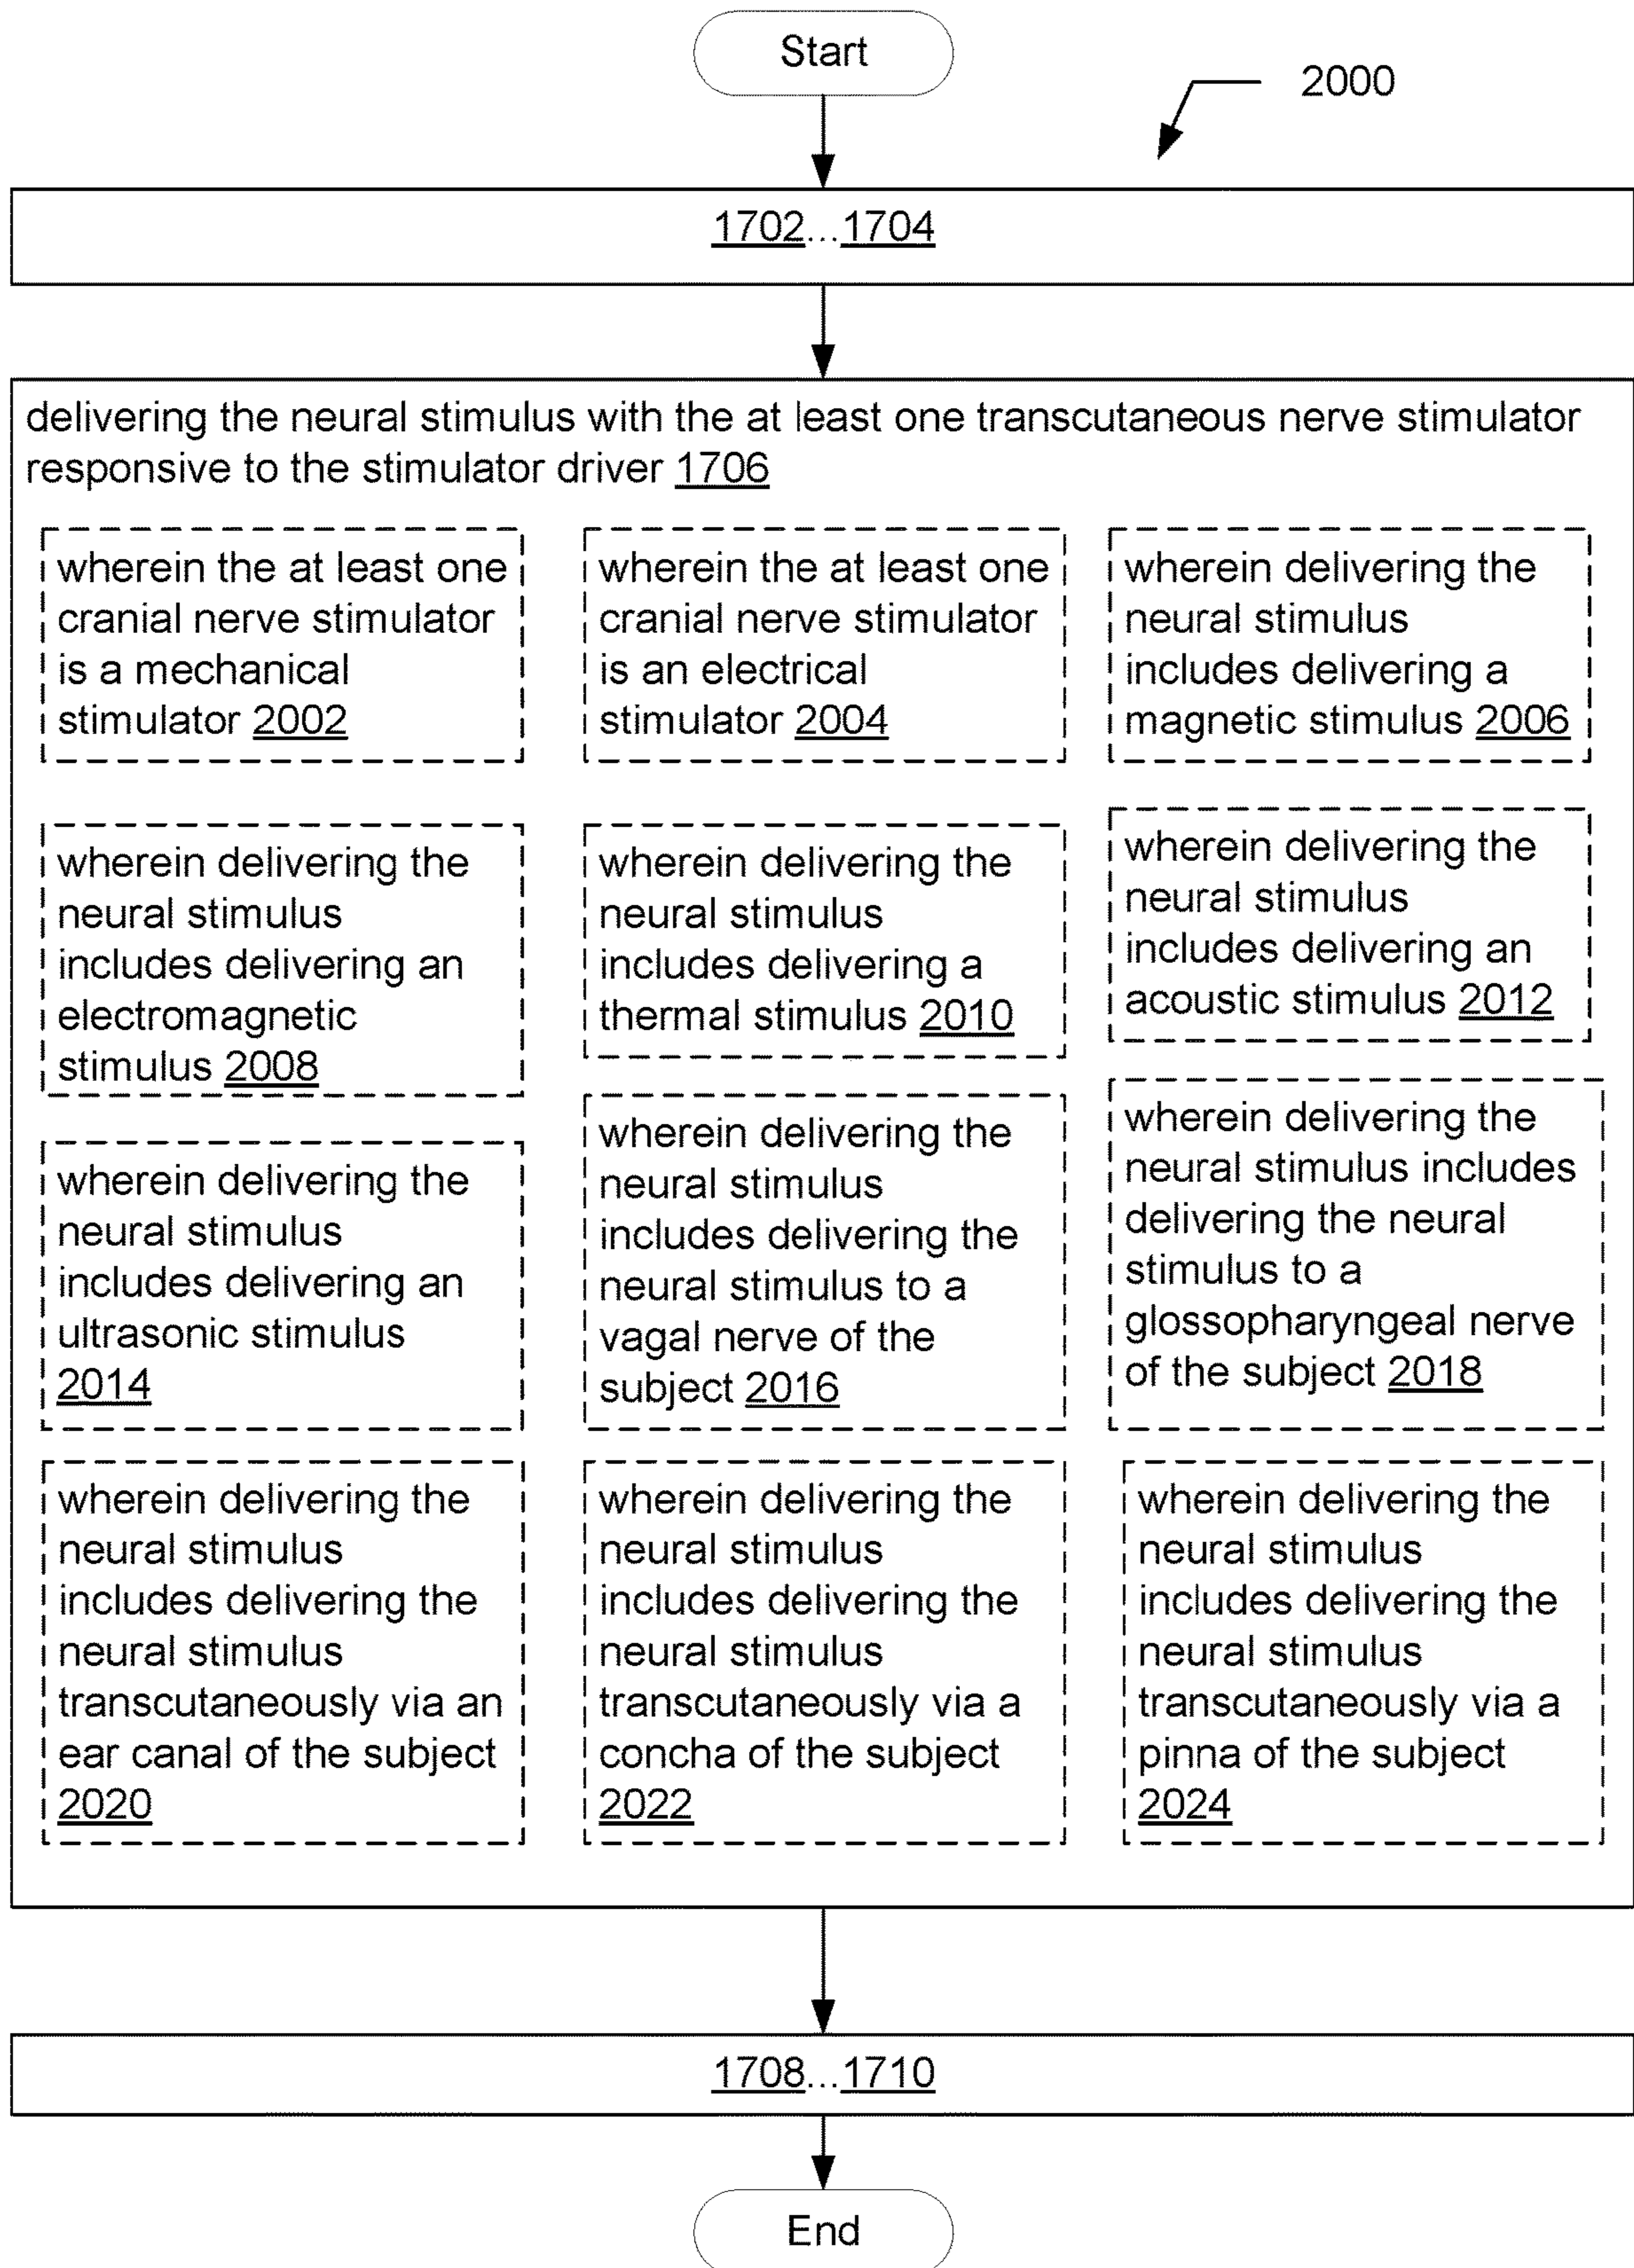 Start
2000
1702...1704
delivering the neural stimulus with the at least one transcutaneous nerve stimulator
responsive to the stimulator driver 1706
wherein the at least one
cranial nerve stimulator
is a mechanical
stimulator 2002
wherein the at least one
cranial nerve stimulator
is an electrical
stimulator 2004
wherein delivering the
neural stimulus
includes delivering a
magnetic stimulus 2006
wherein delivering the
neural stimulus
includes delivering an
electromagnetic
stimulus 2008
wherein delivering the
neural stimulus
includes delivering a
thermal stimulus 2010
wherein delivering the
neural stimulus
includes delivering an
acoustic stimulus 2012
wherein delivering the
neural stimulus
includes delivering an
ultrasonic stimulus
2014
wherein delivering the
neural stimulus
includes delivering the
neural stimulus to a
vagal nerve of the
subject 2016
wherein delivering the
neural stimulus includes
delivering the neural
stimulus to a
glossopharyngeal nerve
of the subject 2018
wherein delivering the
neural stimulus
includes delivering the
neural stimulus
transcutaneously via an
ear canal of the subject
2020
wherein delivering the
neural stimulus
includes delivering the
neural stimulus
transcutaneously via a
concha of the subject
2022
wherein delivering the
neural stimulus
includes delivering the
neural stimulus
transcutaneously via a
pinna of the subject
2024
1708...1710
End